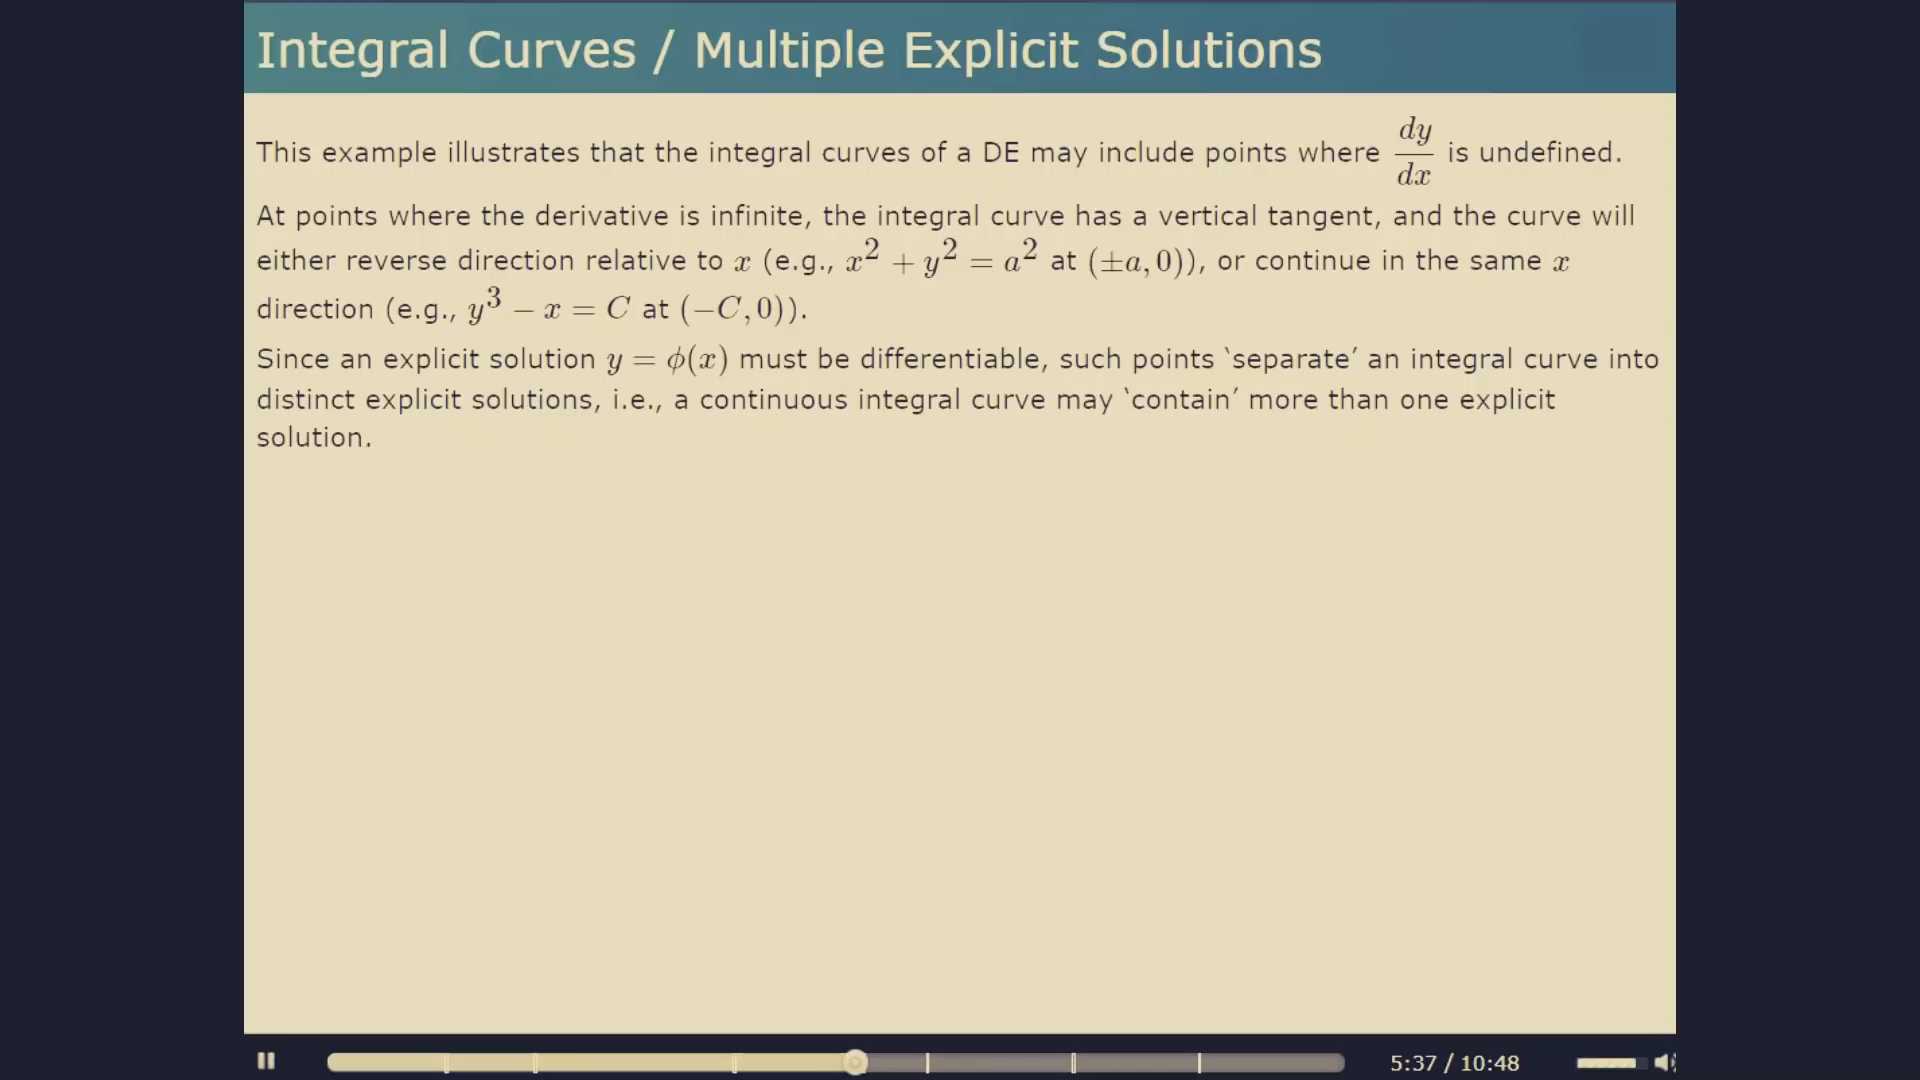 Integral Curves / Multiple Explicit Solutions
This example illustrates that the integral curves of a DE may include points where $\frac{dy}{dx}$ is undefined.
At points where the derivative is infinite, the integral curve has a vertical tangent, and the curve will
either reverse direction relative to $x$ (e.g., $x^2 + y^2 = a^2$ at $(\pm a, 0)$), or continue in the same $x$
direction (e.g., $y^3 - x = C$ at $(-C, 0)$).
Since an explicit solution $y = \phi(x)$ must be differentiable, such points ‵separate′ an integral curve into
distinct explicit solutions, i.e., a continuous integral curve may ‵contain′ more than one explicit
solution.
5:37 / 10:48